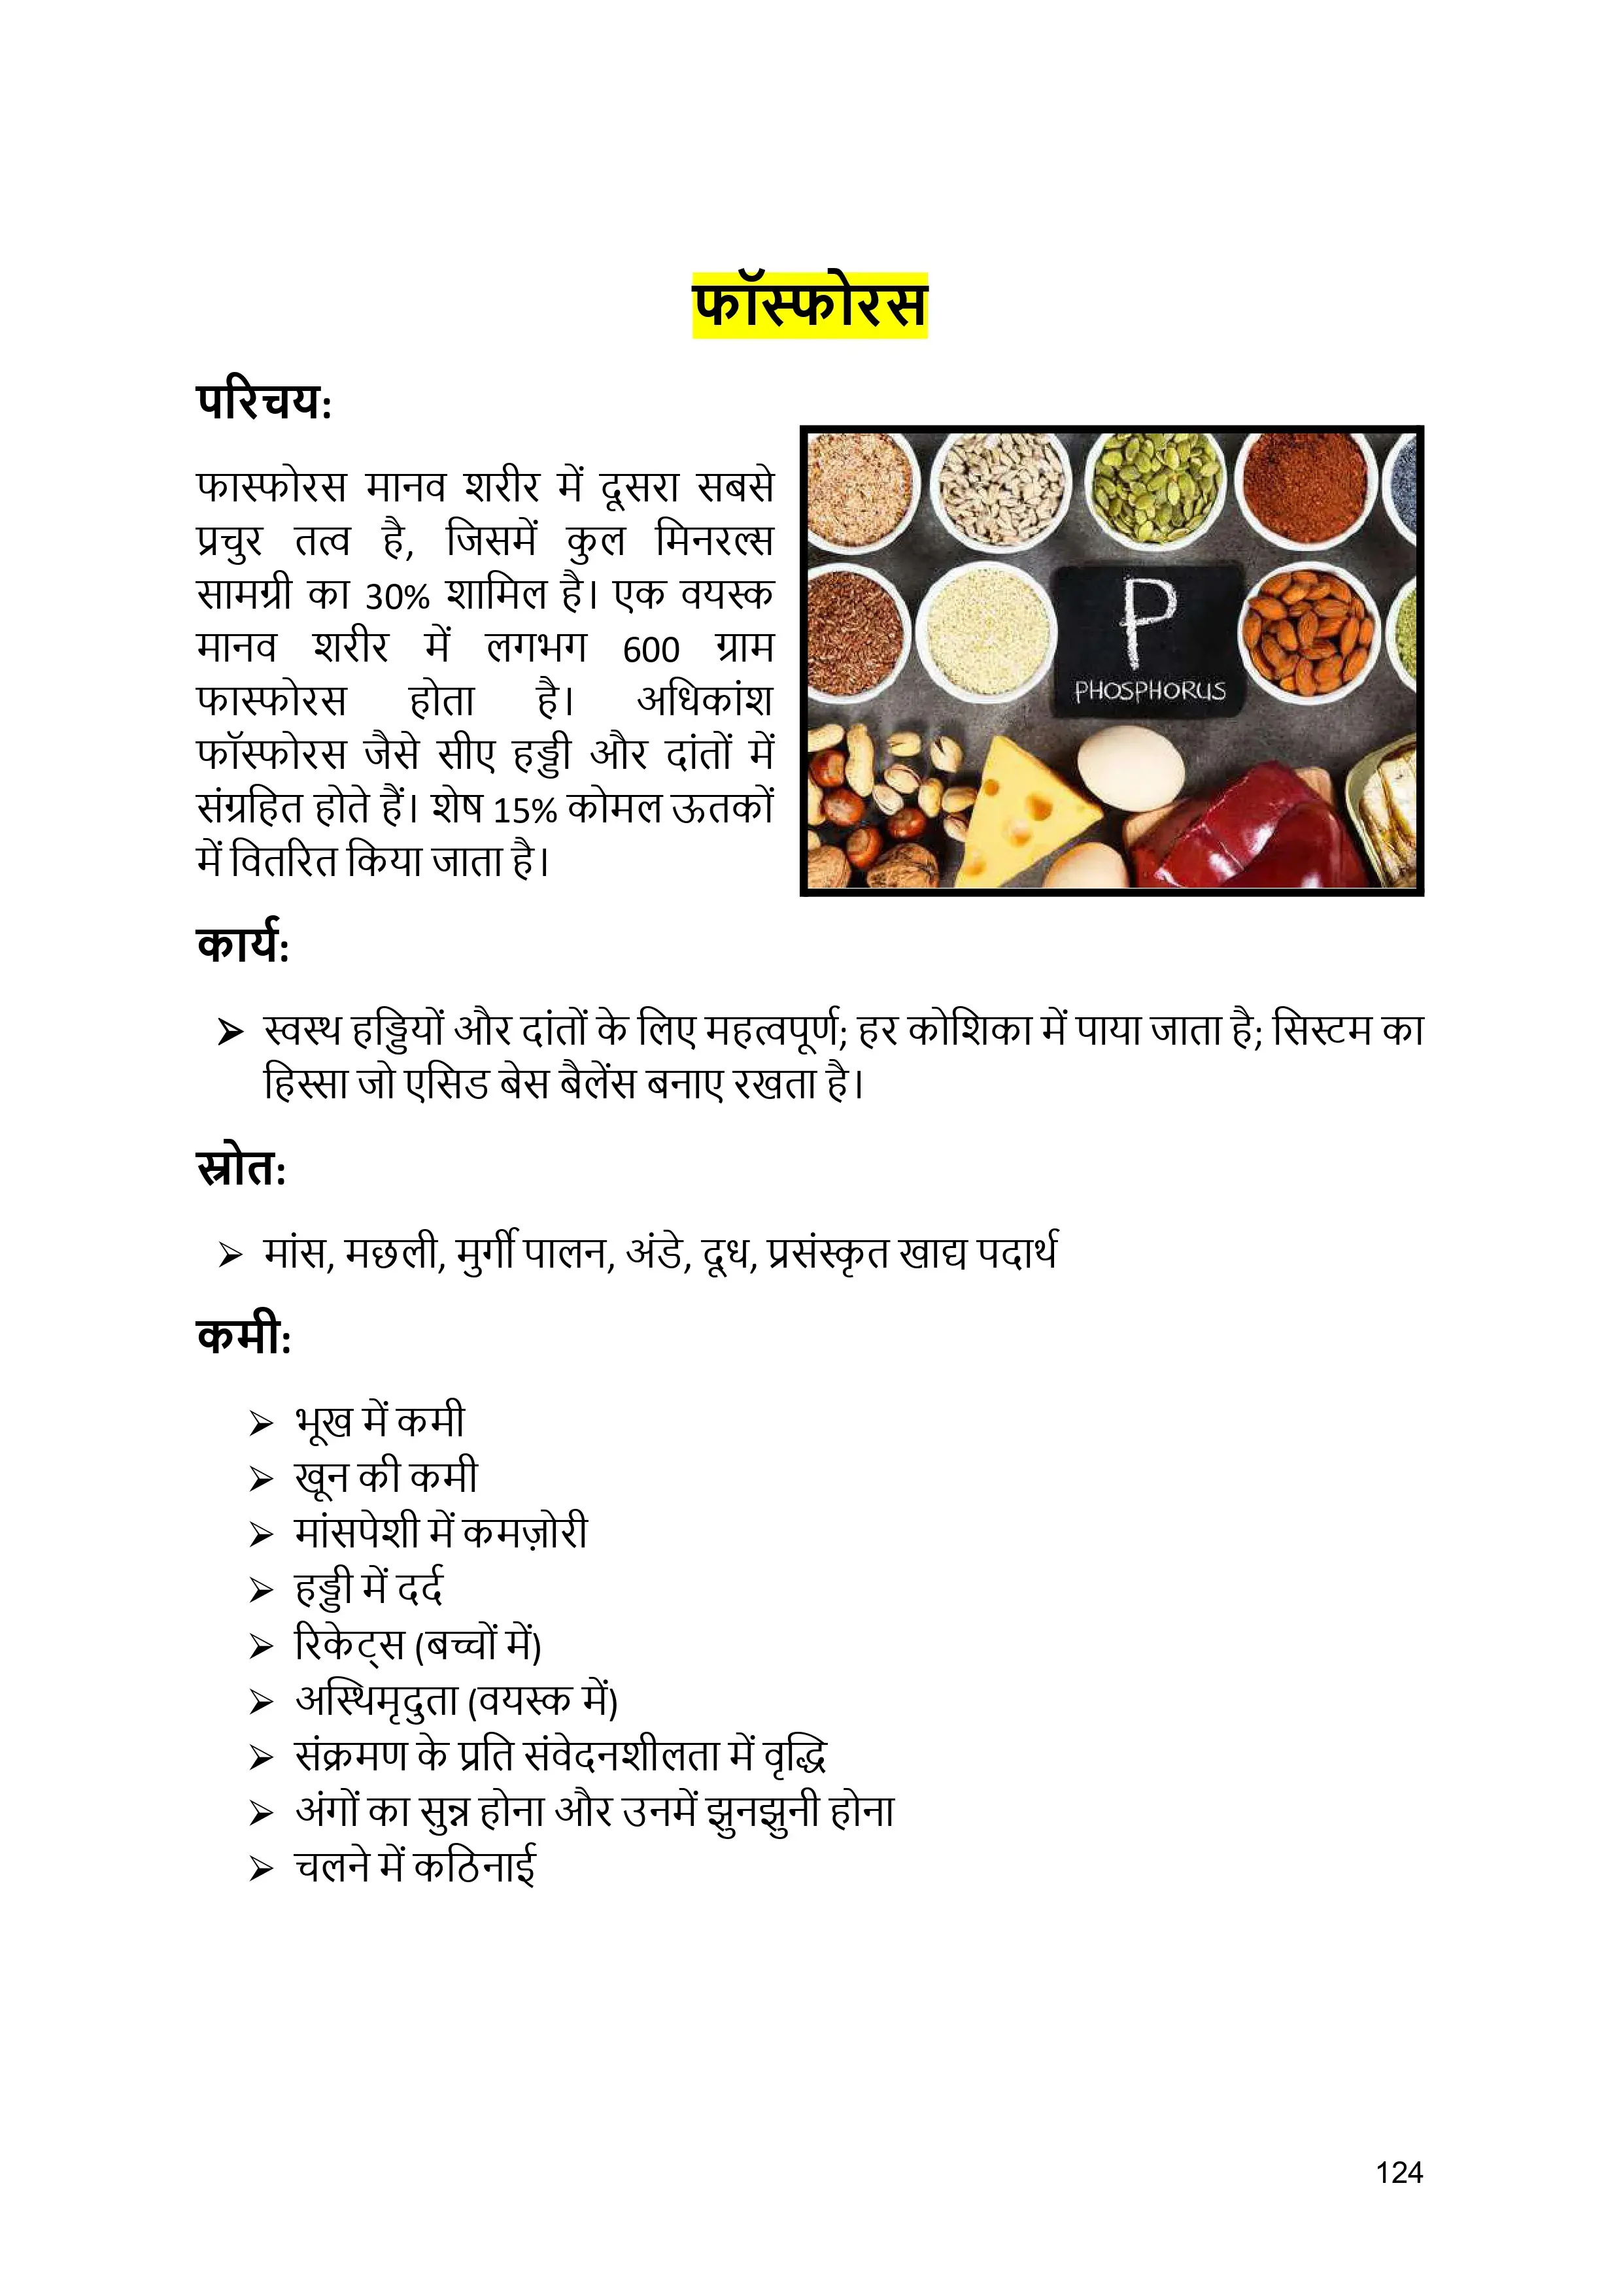 फॉस्फोरस
परिचय:
फास्फोरस मानव शरीर में दूसरा सबसे
प्रचुर तत्व है, जिसमें कुल मिनरल्स
सामग्री का 30% शामिल है। एक वयस्क
मानव शरीर में लगभग 600 ग्राम
फास्फोरस होता है। अधिकांश
फॉस्फोरस जैसे सीए हड्डी और दांतों में
संग्रहित होते हैं। शेष 15% कोमल ऊतकों
में वितरित किया जाता है।
P
PHOSPHORUS
कार्य:
➤ स्वस्थ हड्डियों और दांतों के लिए महत्वपूर्ण; हर कोशिका में पाया जाता है; सिस्टम का
हिस्सा जो एसिड बेस बैलेंस बनाए रखता है।
स्रोत:
➤ मांस, मछली, मुर्गी पालन, अंडे, दूध, प्रसंस्कृत खाद्य पदार्थ
कमी:
➤ भूख में कमी
➤ खून की कमी
➤ मांसपेशी में कमज़ोरी
➤ हड्डी में दर्द
➤ रिकेट्स (बच्चों में)
➤ अस्थिमृदुता (वयस्क में)
➤ संक्रमण के प्रति संवेदनशीलता में वृद्धि
➤ अंगों का सुन्न होना और उनमें झुनझुनी होना
➤ चलने में कठिनाई
124